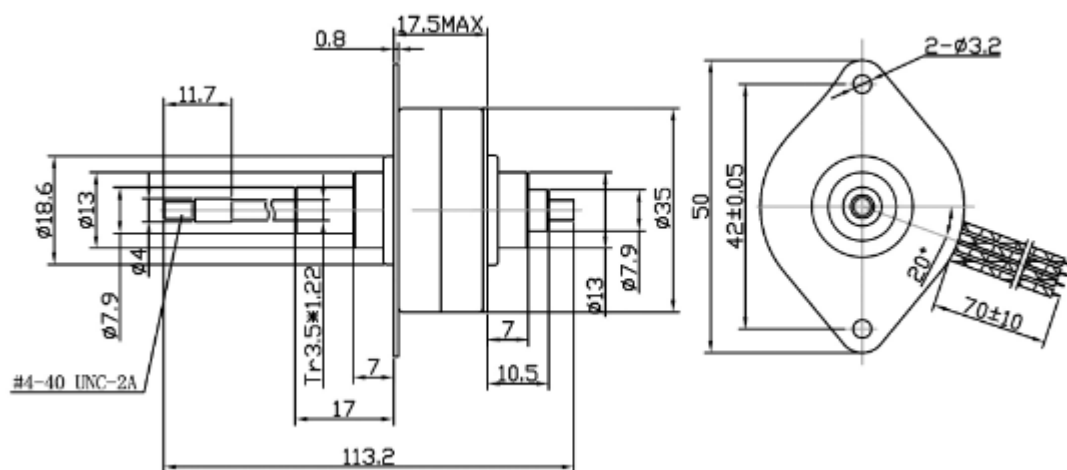 17.5MAX
0.8
11.7
ø18.6
ø13
ø4
ø7.9
#4-40 UNC-2A
Tr3.5*1.22
7
17
113.2
ø35
ø7.9
ø13
7
10.5
2-ø3.2
50
42±0.05
20°
70±10